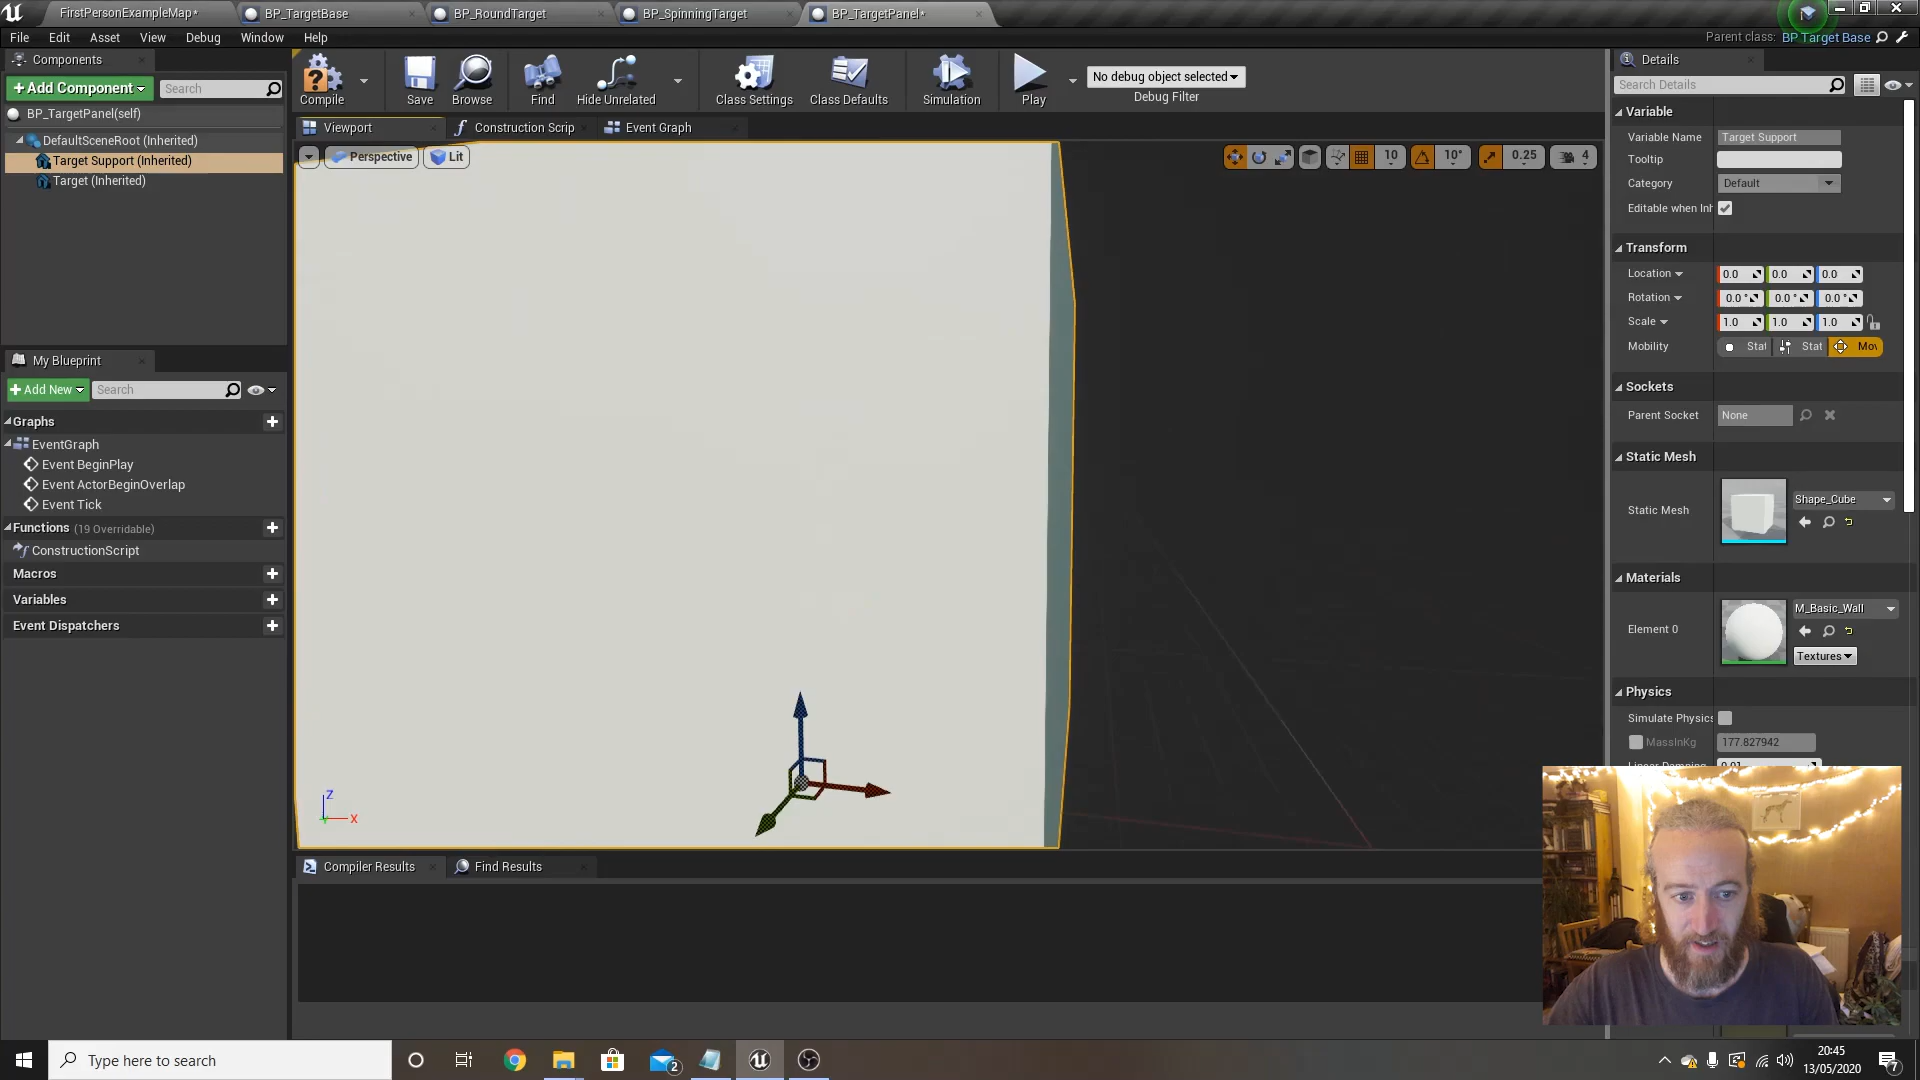 FirstPersonExampleMap*
BP_TargetBase
BP_RoundTarget
BP_SpinningTarget
BP_TargetPanel*
File Edit Asset View Debug Window Help
Parent class: BP Target Base
Components
+ Add Component
Search
BP_TargetPanel(self)
DefaultSceneRoot (Inherited)
Target Support (Inherited)
Target (Inherited)
My Blueprint
+ Add New
Search
Graphs
EventGraph
Event BeginPlay
Event ActorBeginOverlap
Event Tick
Functions (19 Overridable)
ConstructionScript
Macros
Variables
Event Dispatchers
Compile
Save
Browse
Find
Hide Unrelated
Class Settings
Class Defaults
Simulation
Play
No debug object selected
Debug Filter
Viewport
Construction Scrip
Event Graph
Perspective
Lit
10
10°
0.25
4
Z
X
Compiler Results
Find Results
Details
Search Details
Variable
Variable Name Target Support
Tooltip
Category Default
Editable when Inh
Transform
Location 0.0 0.0 0.0
Rotation 0.0 ° 0.0 ° 0.0 °
Scale 1.0 1.0 1.0
Mobility Stat Stat Mov
Sockets
Parent Socket None
Static Mesh
Static Mesh Shape_Cube
Materials
Element 0 M_Basic_Wall
Textures
Physics
Simulate Physics
MassInKg 177.827942
Type here to search
2
20:45
13/05/2020
7